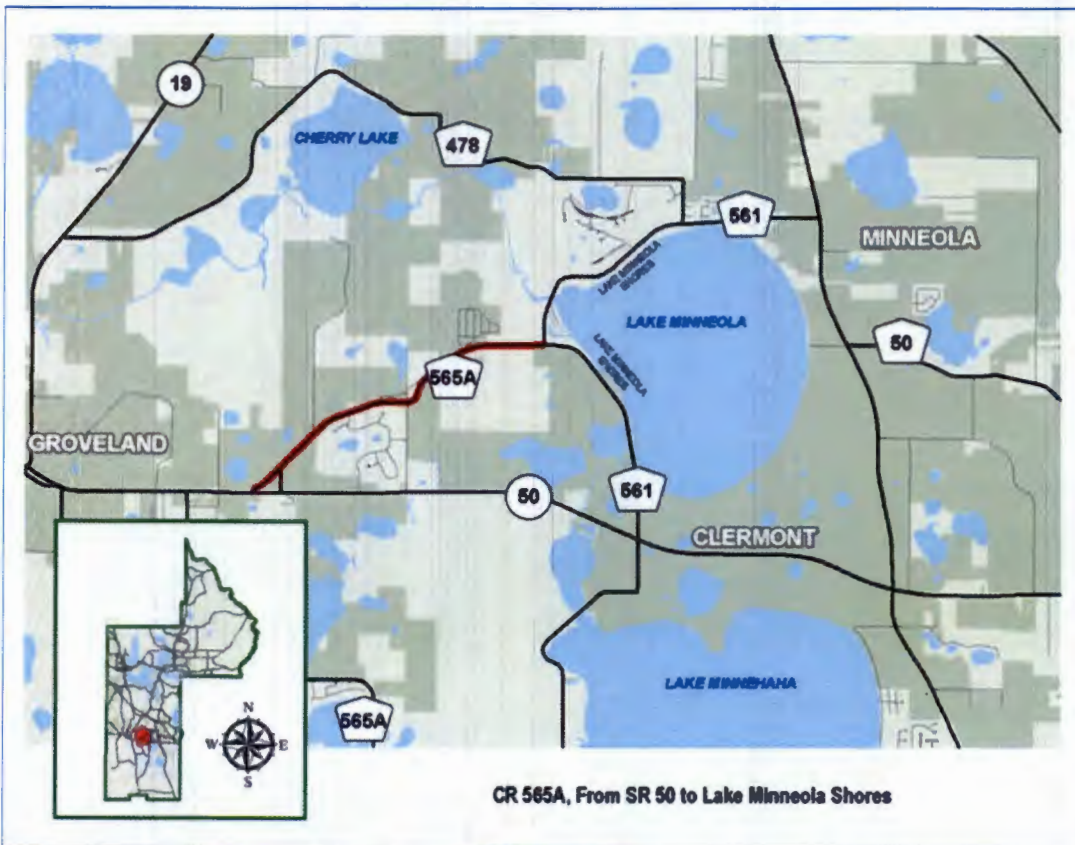 19
CHERRY LAKE
478
561
MINNEOLA
LAKE MINNEOLA
SHORES
LAKE MINNEOLA
LAKE MINNEOLA
SHORES
50
565A
GROVELAND
561
50
CLERMONT
LAKE MINNEHAHA
565A
N
W
E
S
CR 565A, From SR 50 to Lake Minneola Shores